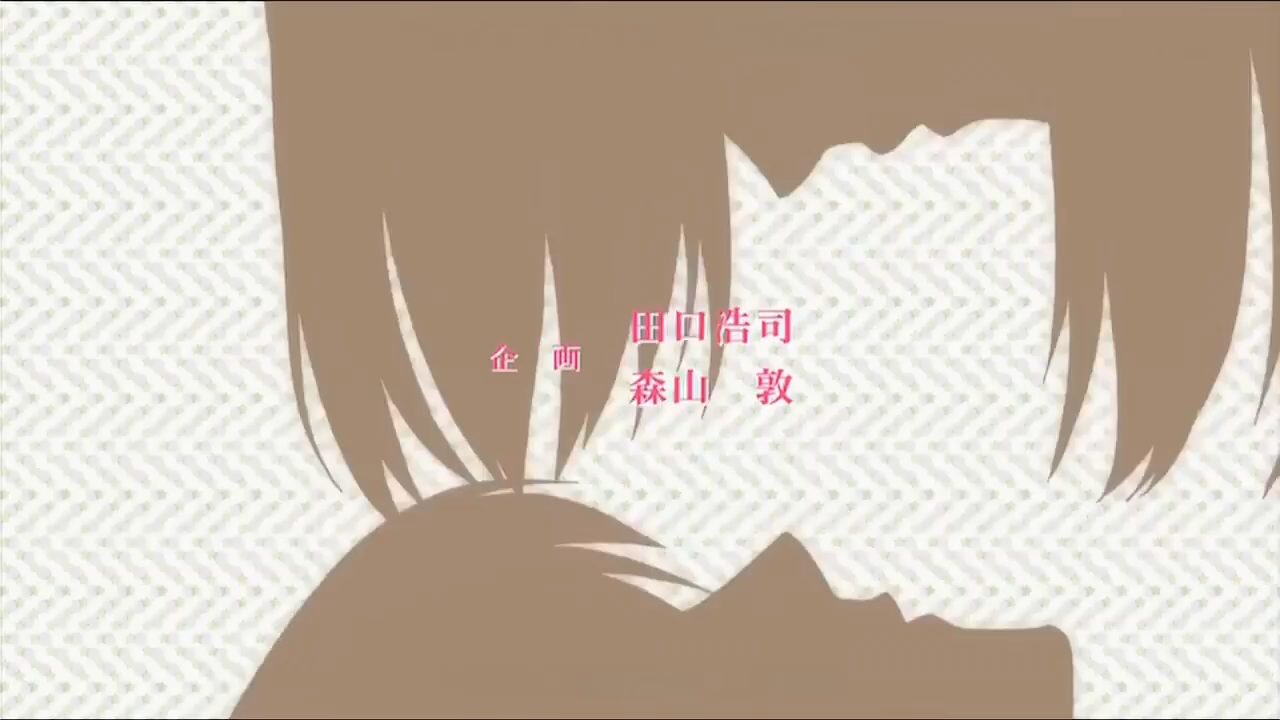 企　画
田口浩司
森山　敦